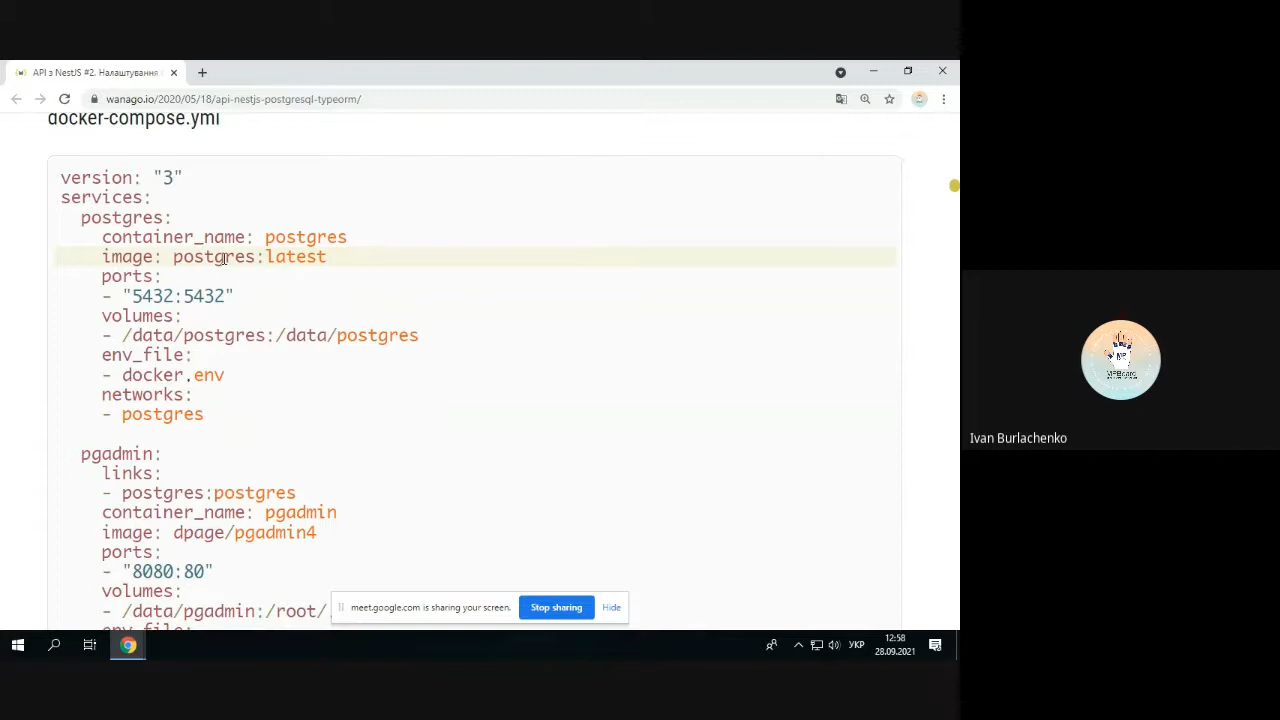 API з NestJS #2. Налаштування
wanago.io/2020/05/18/api-nestjs-postgresql-typeorm/
docker-compose.yml
version: "3"
services:
postgres:
container_name: postgres
image: postgres:latest
ports:
- "5432:5432"
volumes:
- /data/postgres:/data/postgres
env_file:
- docker.env
networks:
- postgres
pgadmin:
links:
- postgres:postgres
container_name: pgadmin
image: dpage/pgadmin4
ports:
- "8080:80"
volumes:
- /data/pgadmin:/root/.
env_file:
meet.google.com is sharing your screen.
Stop sharing
Hide
Ivan Burlachenko
MPBoard
УКР
12:58
28.09.2021